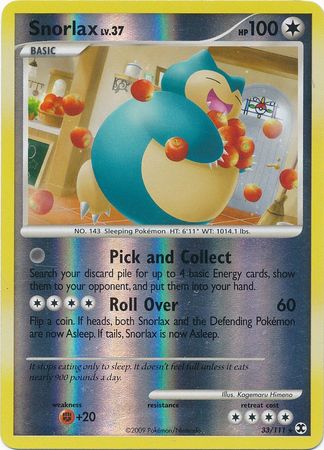 Snorlax LV.37 HP 100
BASIC
NO. 143 Sleeping Pokémon HT: 6'11" WT: 1014.1 lbs.
Pick and Collect
Search your discard pile for up to 4 basic Energy cards, show
them to your opponent, and put them into your hand.
Roll Over 60
Flip a coin. If heads, both Snorlax and the Defending Pokémon
are now Asleep. If tails, Snorlax is now Asleep.
It stops eating only to sleep. It doesn't feel full unless it eats
nearly 900 pounds a day.
Illus. Kagemaru Himeno
weakness resistance retreat cost
+20
©2009 Pokémon/Nintendo 33/111